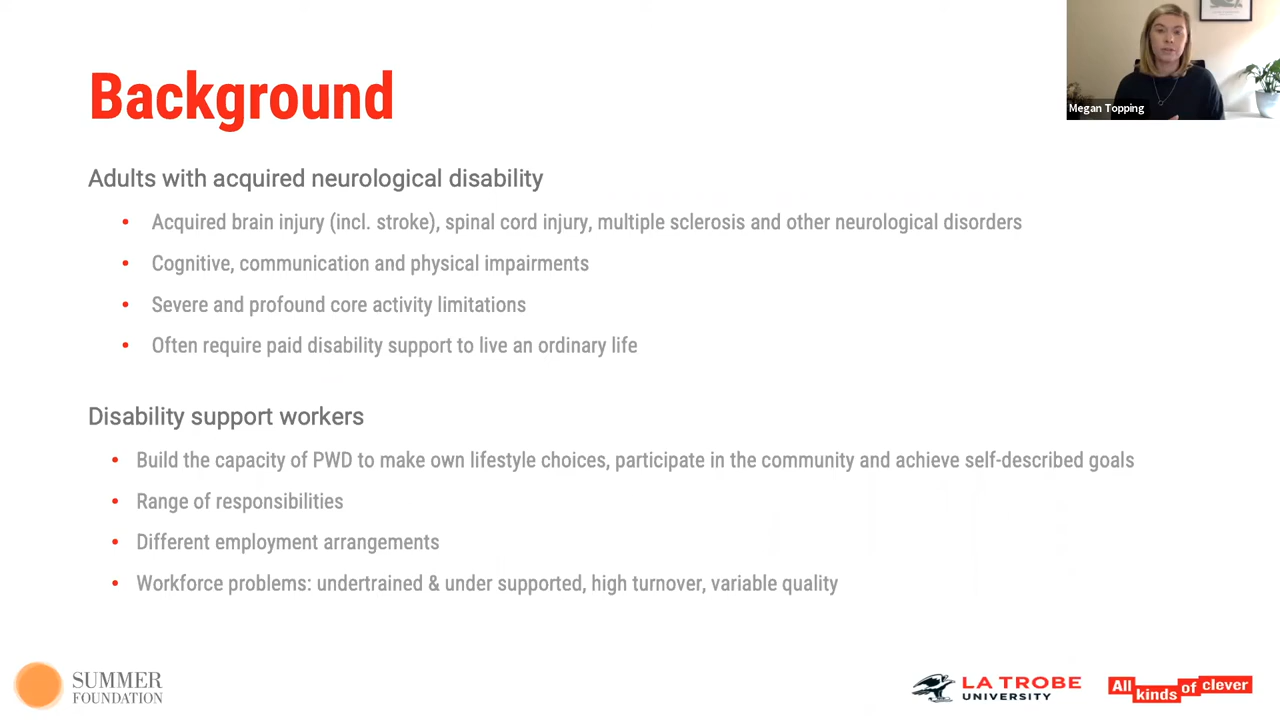 Background
Megan Topping
Adults with acquired neurological disability
• Acquired brain injury (incl. stroke), spinal cord injury, multiple sclerosis and other neurological disorders
• Cognitive, communication and physical impairments
• Severe and profound core activity limitations
• Often require paid disability support to live an ordinary life
Disability support workers
• Build the capacity of PWD to make own lifestyle choices, participate in the community and achieve self-described goals
• Range of responsibilities
• Different employment arrangements
• Workforce problems: undertrained & under supported, high turnover, variable quality
SUMMER
FOUNDATION
LA TROBE
UNIVERSITY
All kinds of clever